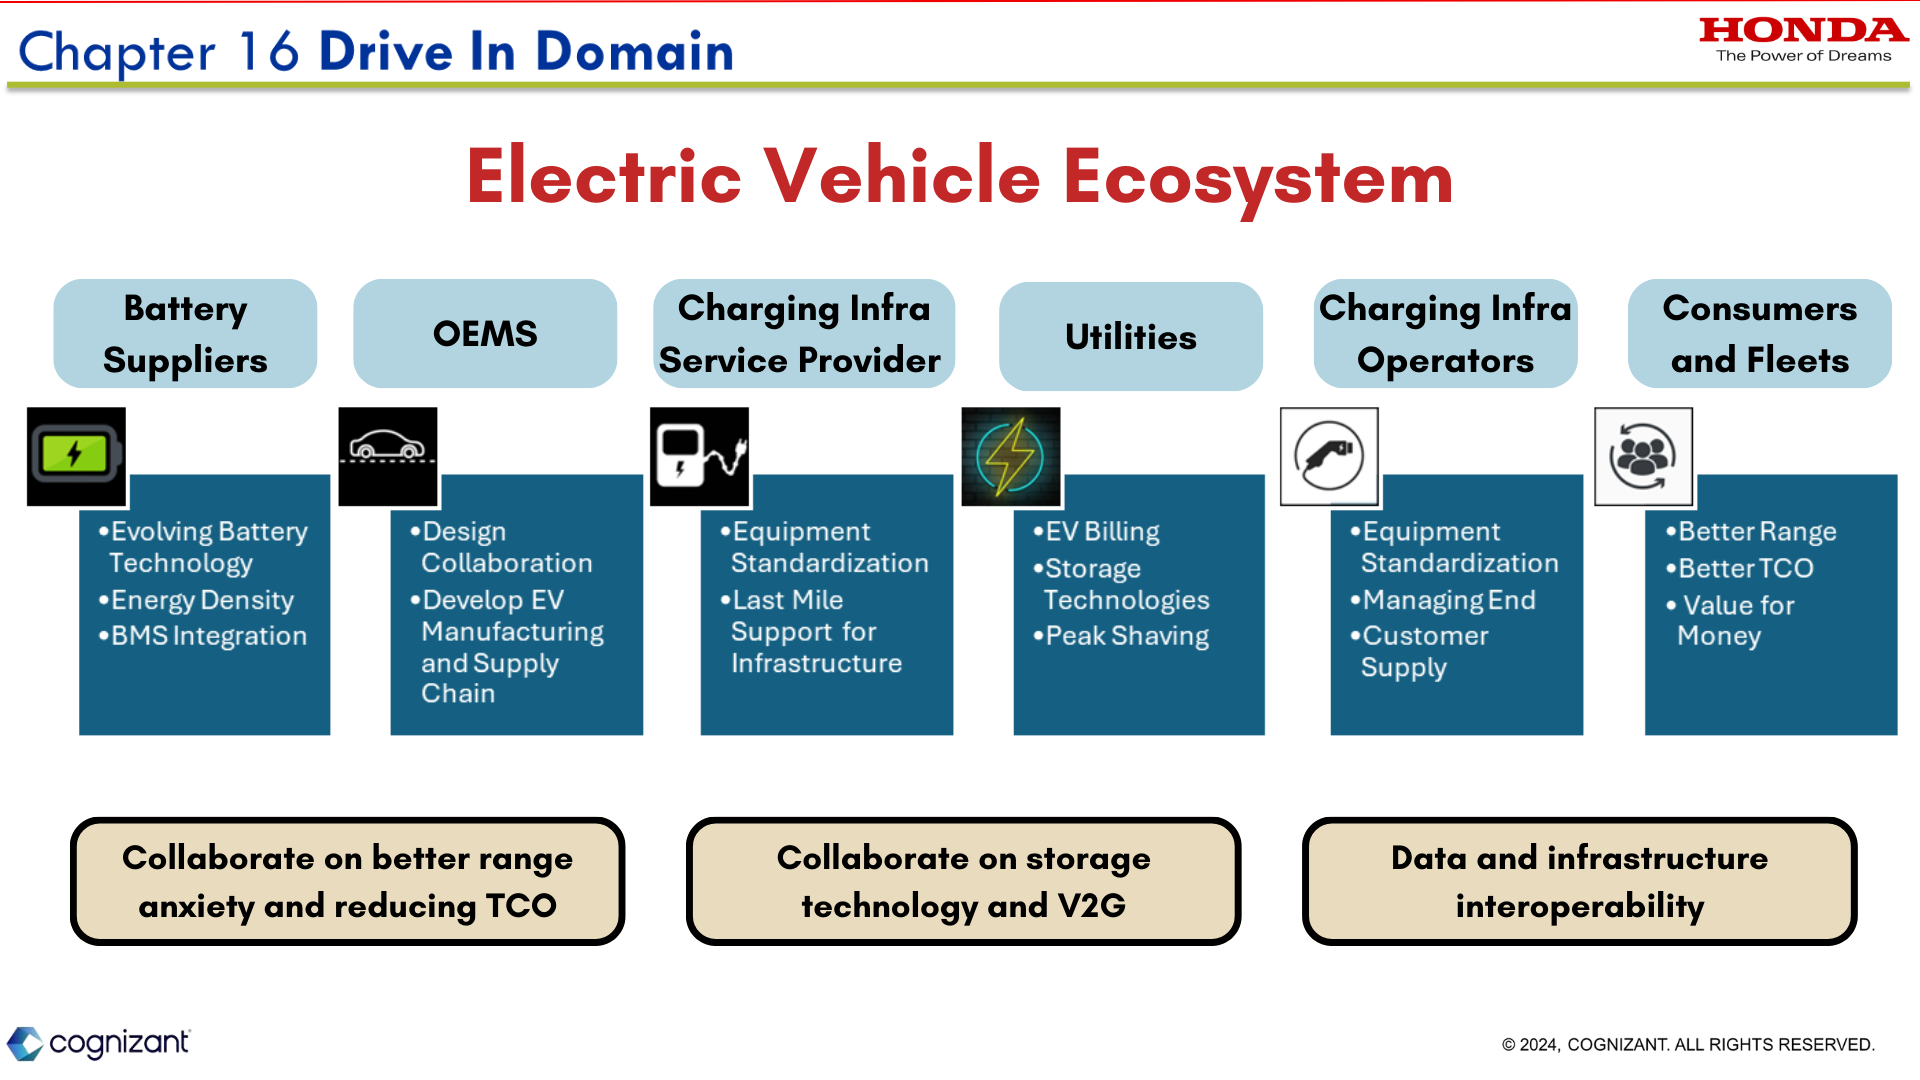 Chapter 16 Drive In Domain
HONDA
The Power of Dreams
Electric Vehicle Ecosystem
Battery
Suppliers
OEMS
Charging Infra
Service Provider
Utilities
Charging Infra
Operators
Consumers
and Fleets
•Evolving Battery
Technology
•Energy Density
•BMS Integration
•Design
Collaboration
•Develop EV
Manufacturing
and Supply
Chain
•Equipment
Standardization
•Last Mile
Support for
Infrastructure
•EV Billing
•Storage
Technologies
•Peak Shaving
•Equipment
Standardization
•Managing End
•Customer
Supply
•Better Range
•Better TCO
• Value for
Money
Collaborate on better range
anxiety and reducing TCO
Collaborate on storage
technology and V2G
Data and infrastructure
interoperability
cognizant
© 2024, COGNIZANT. ALL RIGHTS RESERVED.